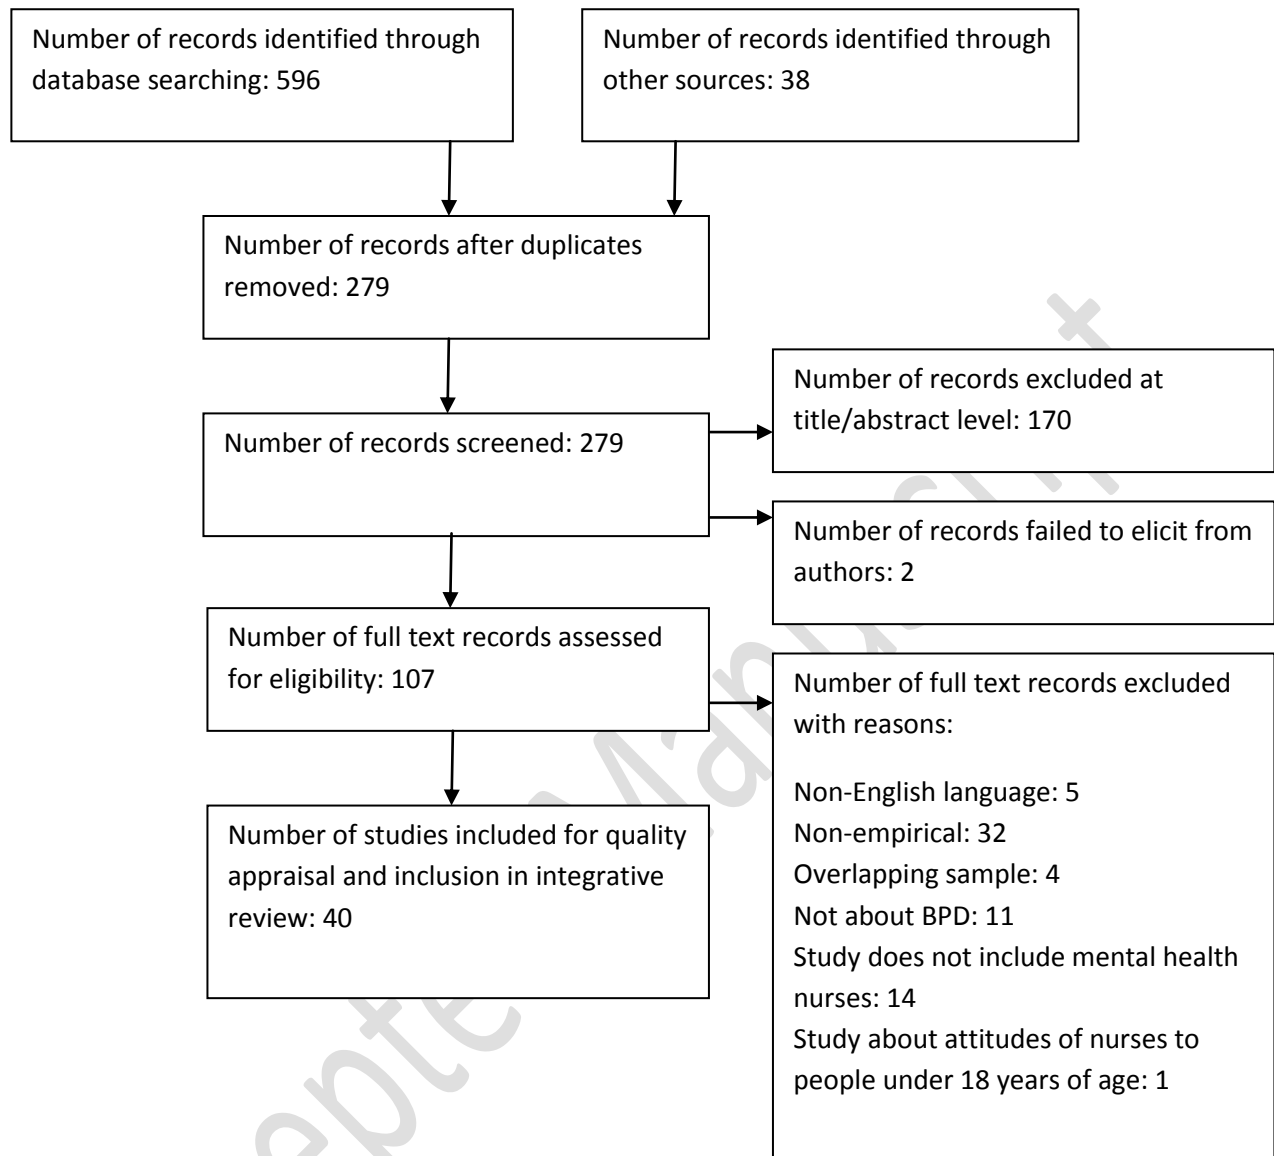 Number of records identified through
database searching: 596
Number of records identified through
other sources: 38
Number of records after duplicates
removed: 279
Number of records screened: 279
Number of records excluded at
title/abstract level: 170
Number of records failed to elicit from
authors: 2
Number of full text records assessed
for eligibility: 107
Number of full text records excluded
with reasons:
Non-English language: 5
Non-empirical: 32
Overlapping sample: 4
Not about BPD: 11
Study does not include mental health
nurses: 14
Study about attitudes of nurses to
people under 18 years of age: 1
Number of studies included for quality
appraisal and inclusion in integrative
review: 40